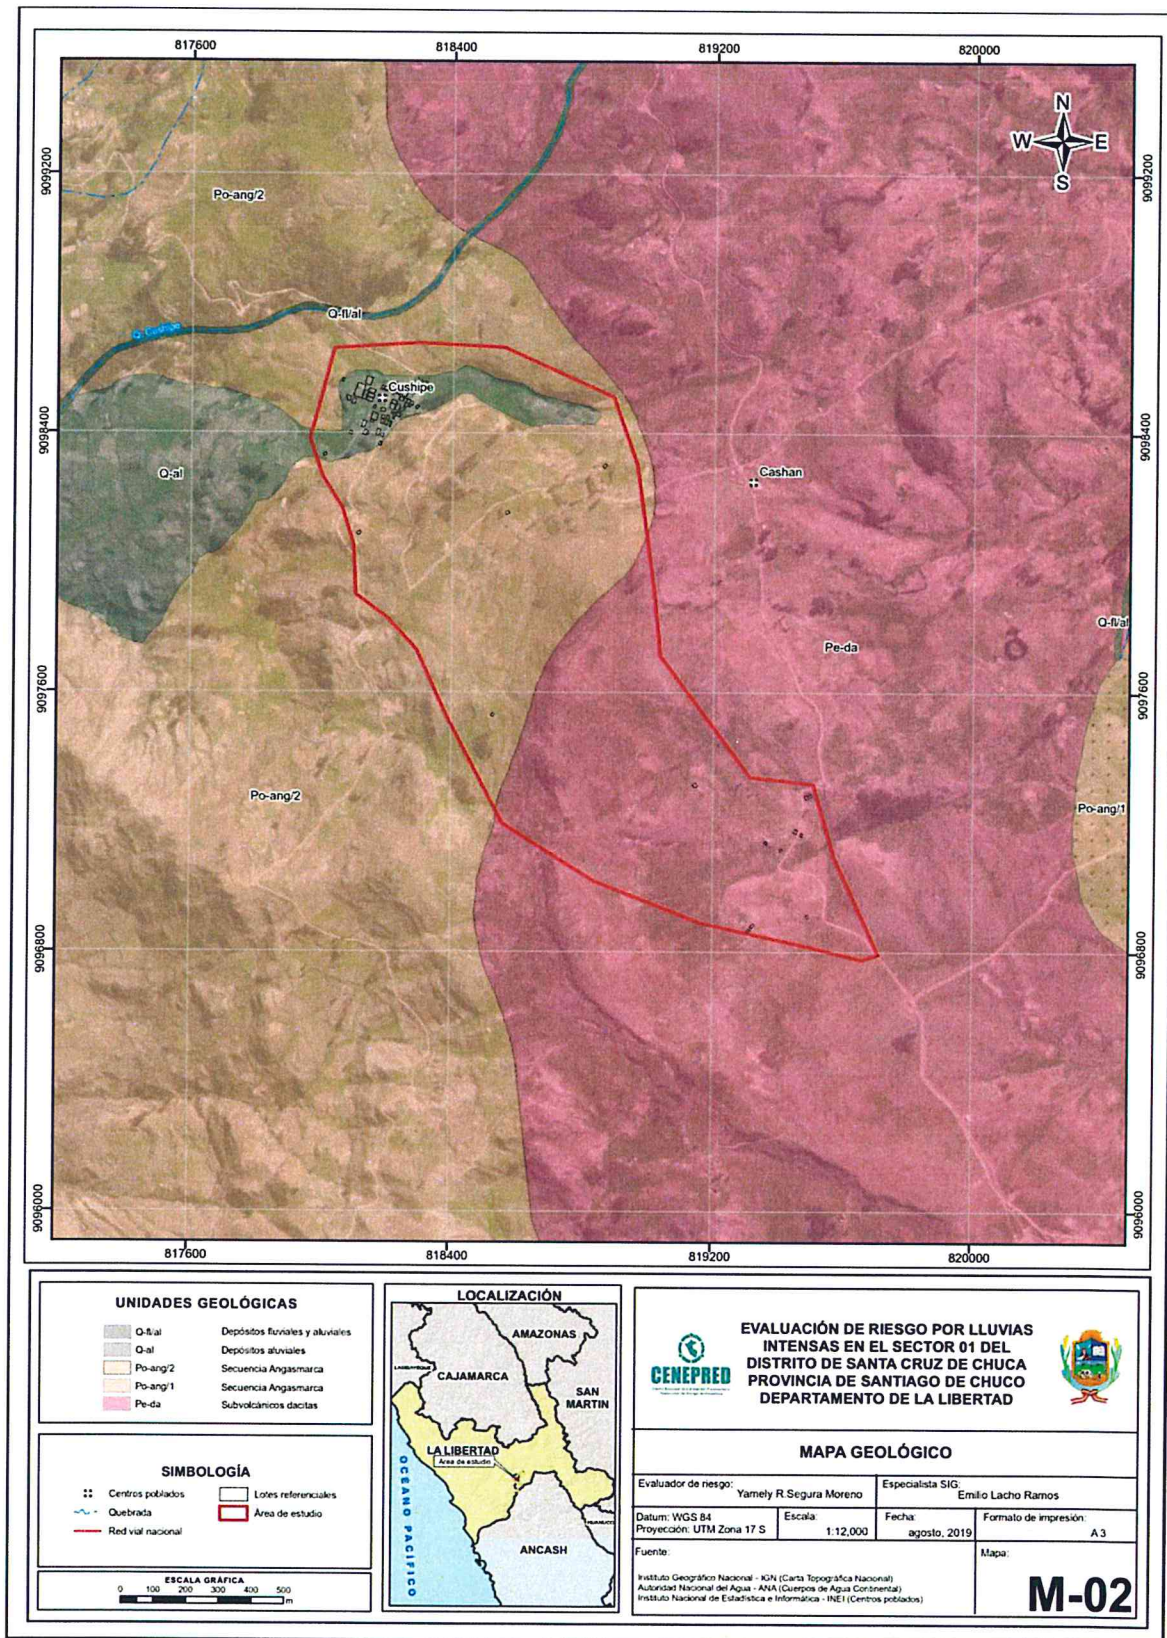 817600
818400
819200
820000
9099200
9099200
N
W
E
S
Po-ang/2
Q-fl/al
Q. Cushipe
Cushipe
9098400
9098400
Q-al
Cashan
Q-fl/al
Pe-da
9097600
9097600
Po-ang/2
Po-ang/1
9096800
9096800
9096000
9096000
817600
818400
819200
820000
UNIDADES GEOLÓGICAS
Q-fl/al Depósitos fluviales y aluviales
Q-al Depósitos aluviales
Po-ang/2 Secuencia Angasmarca
Po-ang/1 Secuencia Angasmarca
Pe-da Subvolcánicos dacitas
SIMBOLOGÍA
Centros poblados
Lotes referenciales
Quebrada
Área de estudio
Red vial nacional
ESCALA GRÁFICA
0 100 200 300 400 500
m
LOCALIZACIÓN
AMAZONAS
LAMBAYEQUE
CAJAMARCA
SAN
MARTIN
LA LIBERTAD
Área de estudio
OCEANO PACÍFICO
HUANUCO
ANCASH
CENEPRED
EVALUACIÓN DE RIESGO POR LLUVIAS
INTENSAS EN EL SECTOR 01 DEL
DISTRITO DE SANTA CRUZ DE CHUCA
PROVINCIA DE SANTIAGO DE CHUCO
DEPARTAMENTO DE LA LIBERTAD
MAPA GEOLÓGICO
Evaluador de riesgo:
Yamely R.Segura Moreno
Especialista SIG:
Emilio Lacho Ramos
Datum: WGS 84
Proyección: UTM Zona 17 S
Escala:
1:12,000
Fecha:
agosto, 2019
Formato de impresión:
A 3
Fuente:
Instituto Geográfico Nacional - IGN (Carta Topográfica Nacional)
Autoridad Nacional del Agua - ANA (Cuerpos de Agua Continental)
Instituto Nacional de Estadística e Informática - INEI (Centros poblados)
Mapa:
M-02